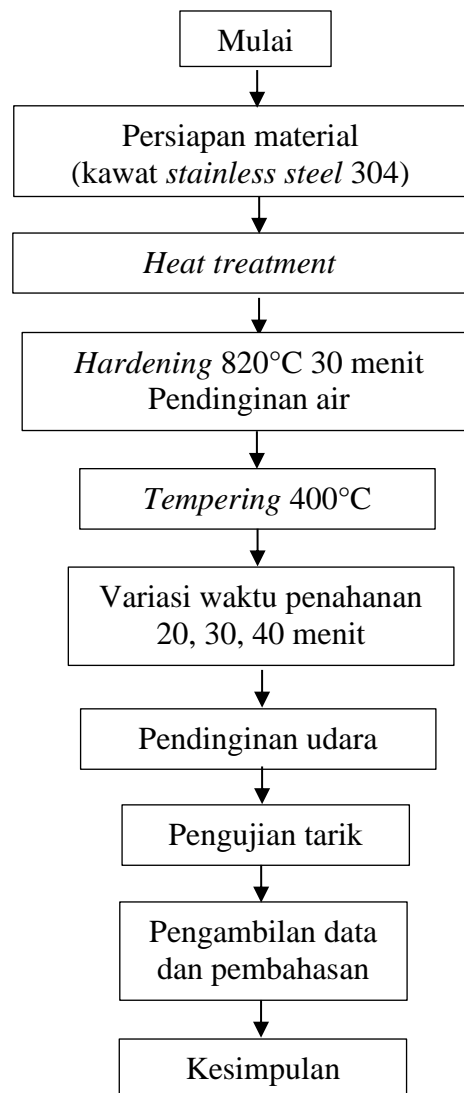 Mulai
Persiapan material
(kawat stainless steel 304)
Heat treatment
Hardening 820°C 30 menit
Pendinginan air
Tempering 400°C
Variasi waktu penahanan
20, 30, 40 menit
Pendinginan udara
Pengujian tarik
Pengambilan data
dan pembahasan
Kesimpulan